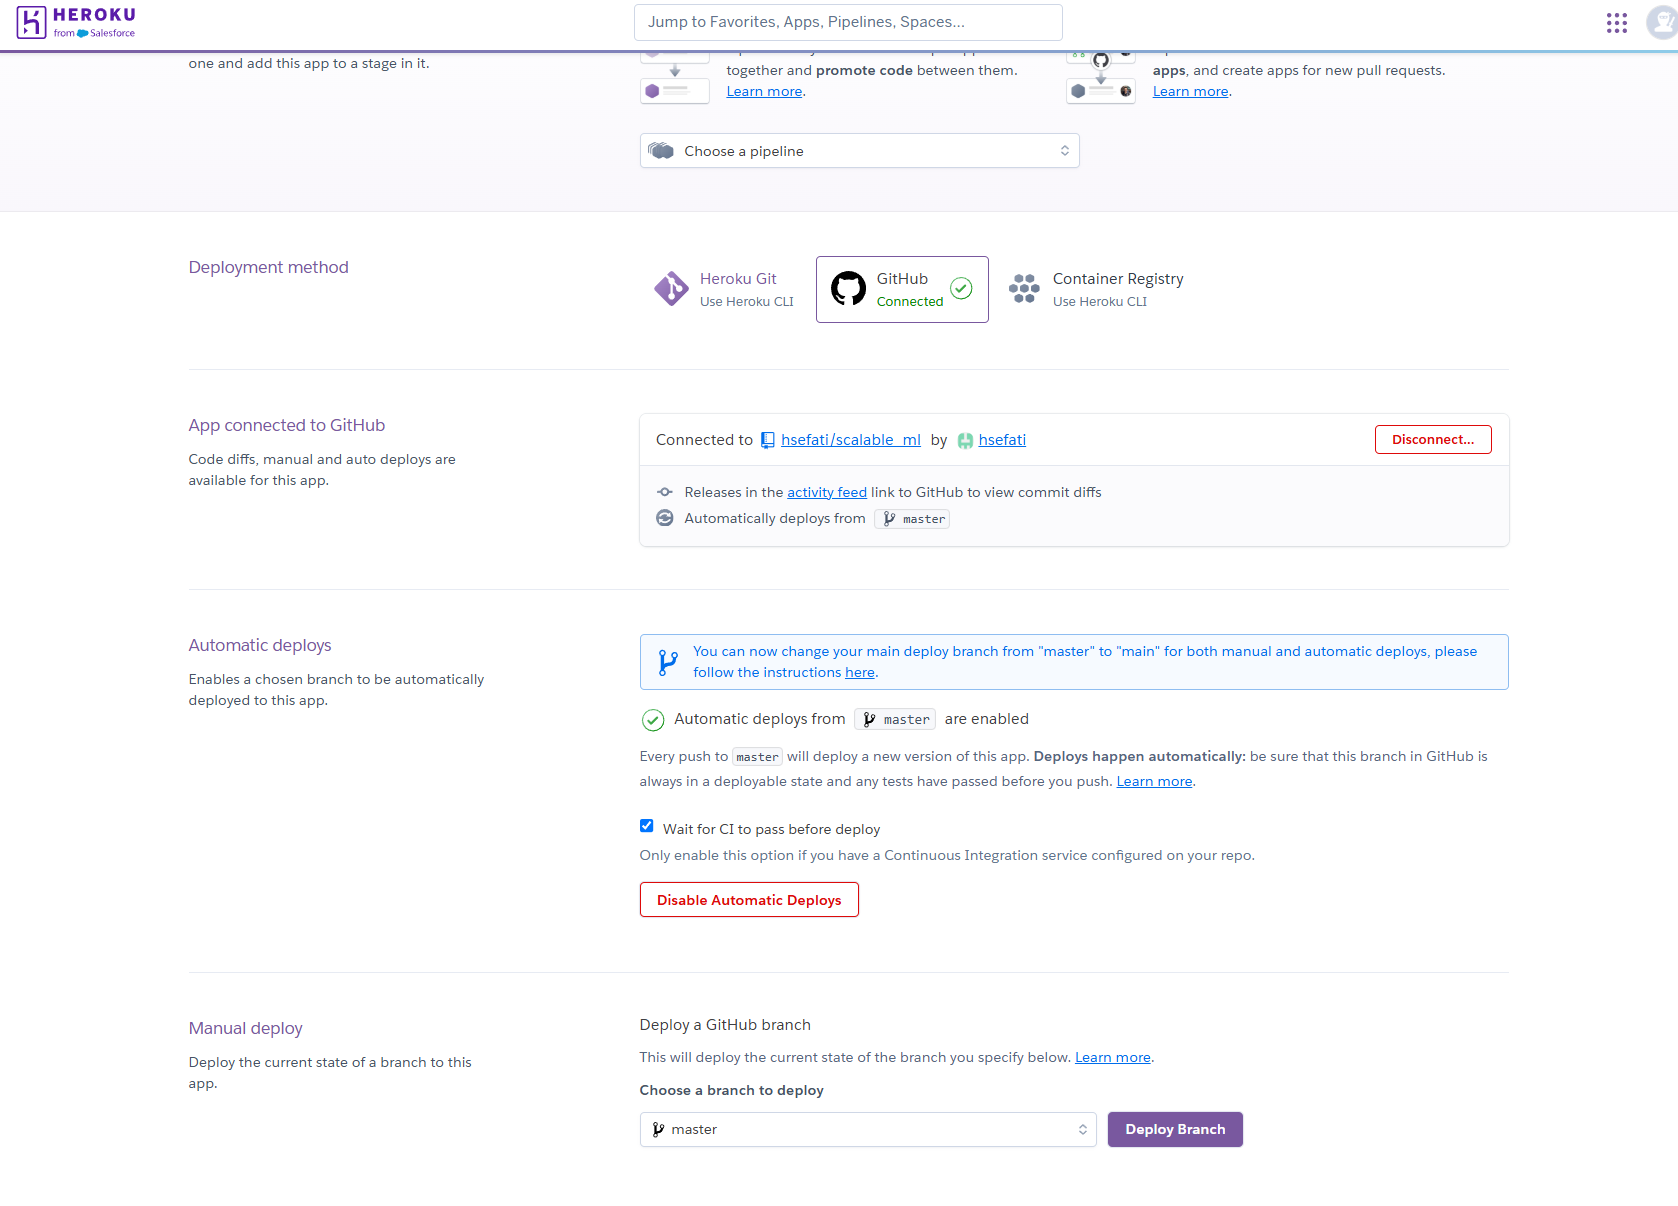 HEROKU
from Salesforce
Jump to Favorites, Apps, Pipelines, Spaces...
one and add this app to a stage in it.
together and promote code between them.
Learn more.
apps, and create apps for new pull requests.
Learn more.
Choose a pipeline
Deployment method
Heroku Git
Use Heroku CLI
GitHub
Connected
Container Registry
Use Heroku CLI
App connected to GitHub
Code diffs, manual and auto deploys are
available for this app.
Connected to hsefati/scalable_ml by hsefati
Disconnect...
Releases in the activity feed link to GitHub to view commit diffs
Automatically deploys from master
Automatic deploys
Enables a chosen branch to be automatically
deployed to this app.
You can now change your main deploy branch from "master" to "main" for both manual and automatic deploys, please
follow the instructions here.
Automatic deploys from master are enabled
Every push to master will deploy a new version of this app. Deploys happen automatically: be sure that this branch in GitHub is
always in a deployable state and any tests have passed before you push. Learn more.
Wait for CI to pass before deploy
Only enable this option if you have a Continuous Integration service configured on your repo.
Disable Automatic Deploys
Manual deploy
Deploy the current state of a branch to this
app.
Deploy a GitHub branch
This will deploy the current state of the branch you specify below. Learn more.
Choose a branch to deploy
master
Deploy Branch